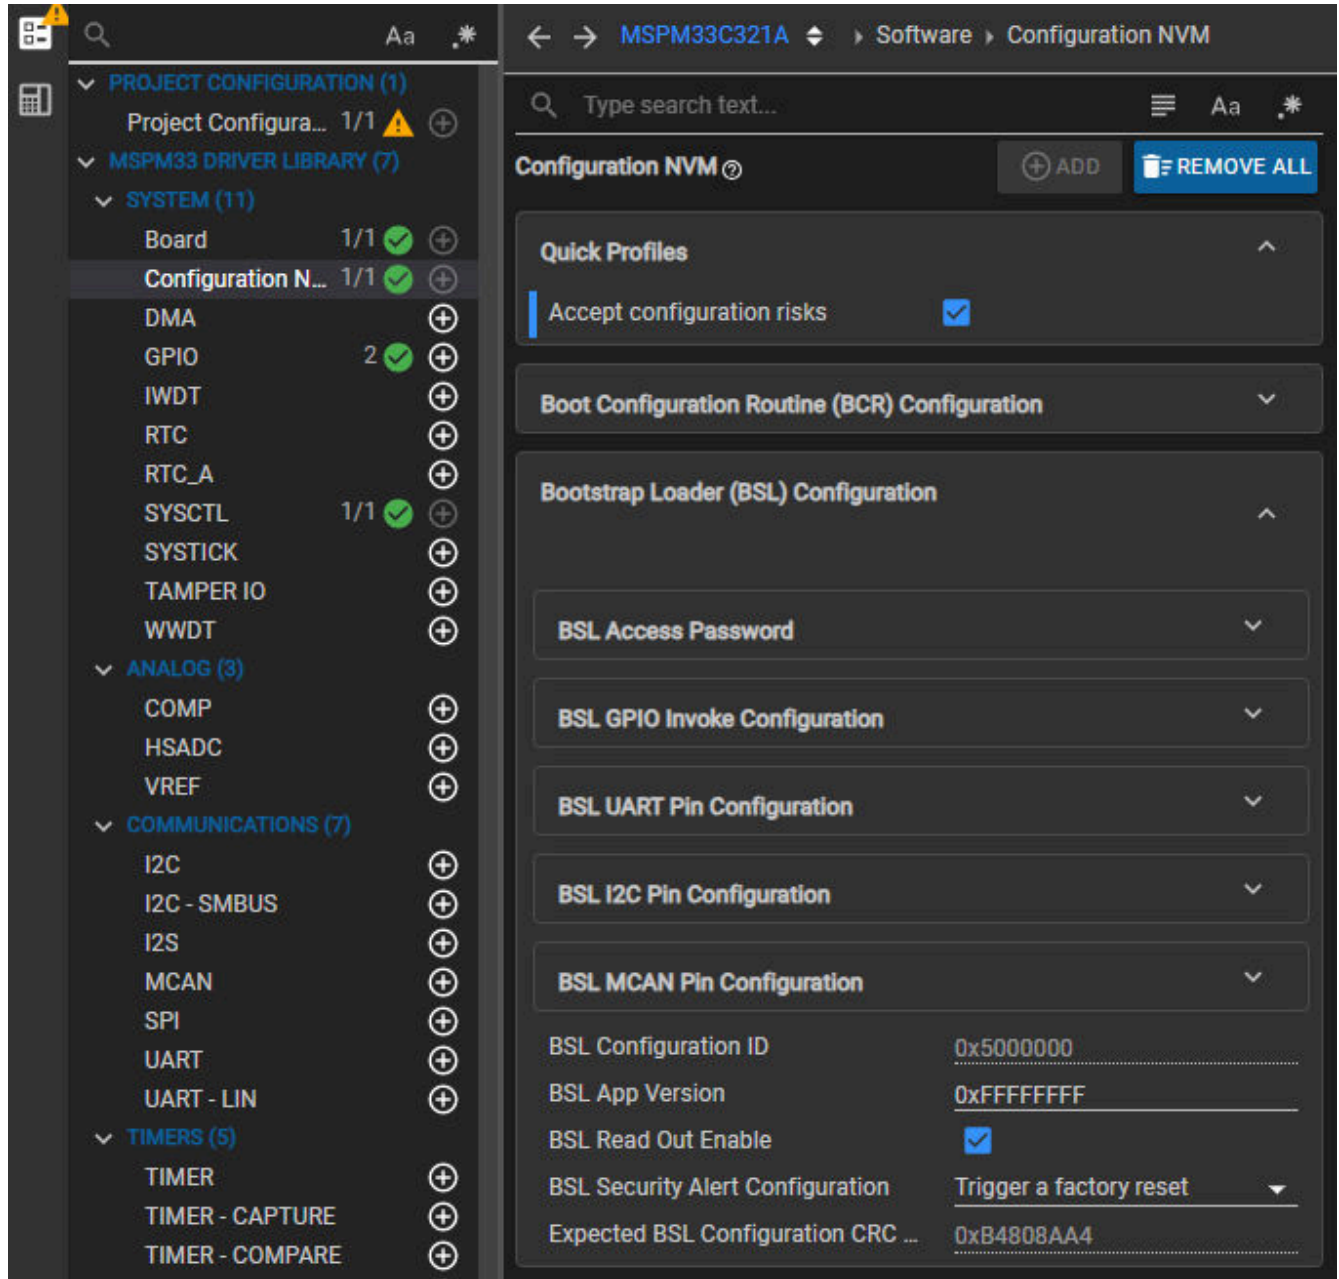 Aa .*
PROJECT CONFIGURATION (1)
Project Configura... 1/1
MSPM33 DRIVER LIBRARY (7)
SYSTEM (11)
Board 1/1
Configuration N... 1/1
DMA
GPIO 2
IWDT
RTC
RTC_A
SYSCTL 1/1
SYSTICK
TAMPER IO
WWDT
ANALOG (3)
COMP
HSADC
VREF
COMMUNICATIONS (7)
I2C
I2C - SMBUS
I2S
MCAN
SPI
UART
UART - LIN
TIMERS (5)
TIMER
TIMER - CAPTURE
TIMER - COMPARE
MSPM33C321A Software Configuration NVM
Type search text... Aa .*
Configuration NVM ADD REMOVE ALL
Quick Profiles
Accept configuration risks
Boot Configuration Routine (BCR) Configuration
Bootstrap Loader (BSL) Configuration
BSL Access Password
BSL GPIO Invoke Configuration
BSL UART Pin Configuration
BSL I2C Pin Configuration
BSL MCAN Pin Configuration
BSL Configuration ID 0x5000000
BSL App Version 0xFFFFFFFF
BSL Read Out Enable
BSL Security Alert Configuration Trigger a factory reset
Expected BSL Configuration CRC ... 0xB4808AA4